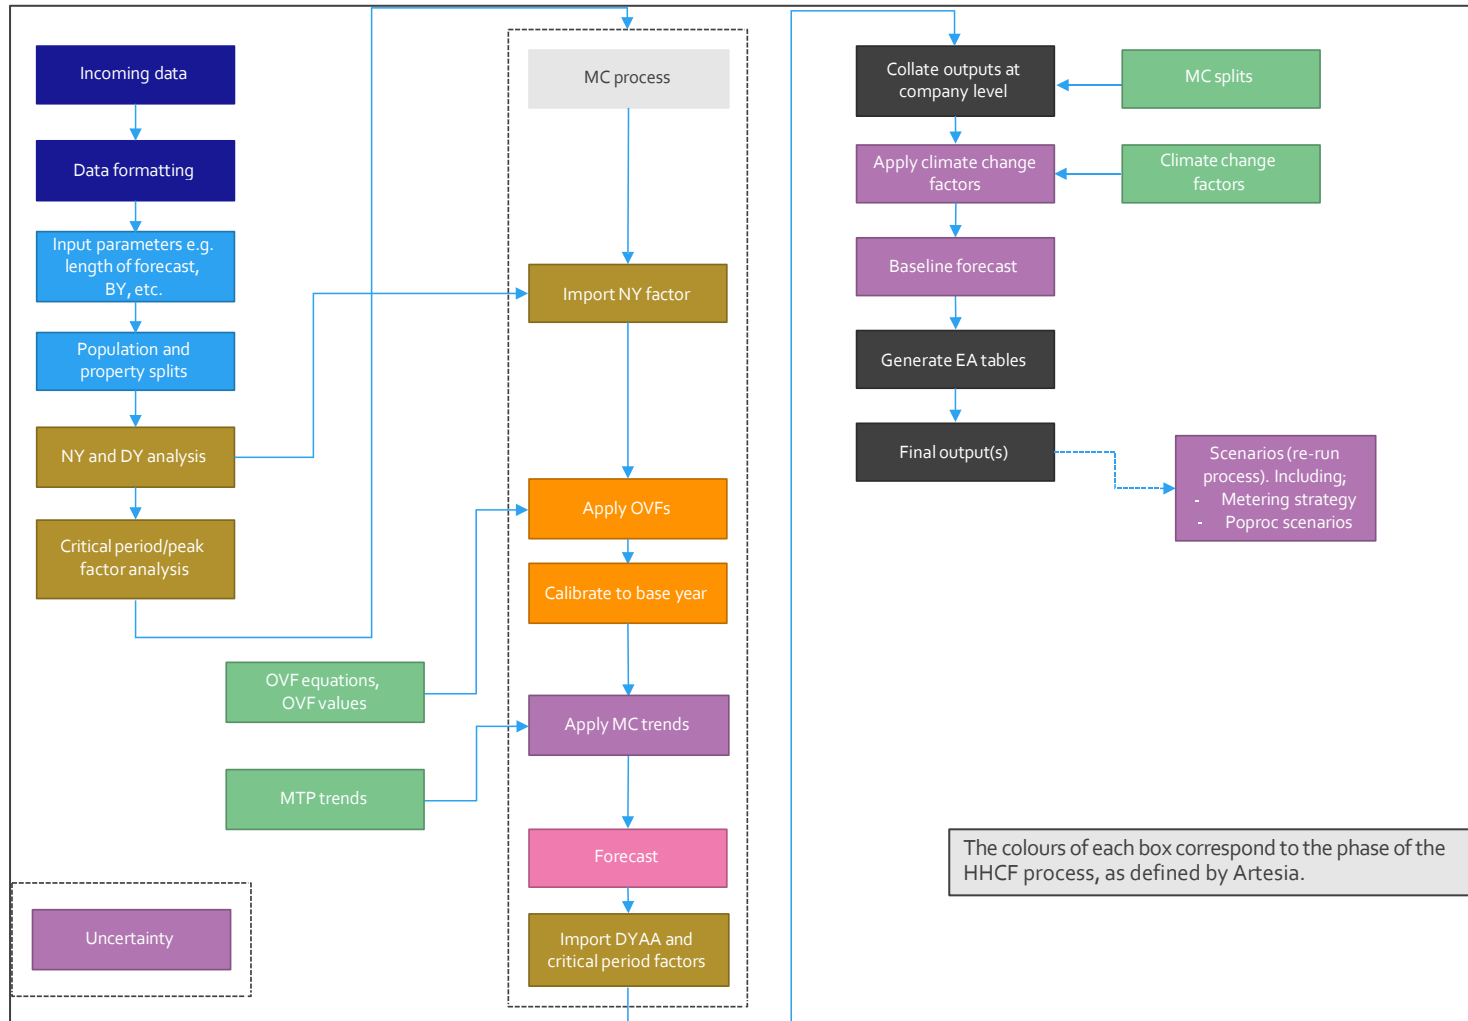 Incoming data
Data formatting
Input parameters e.g.
length of forecast,
BY, etc.
Population and
property splits
NY and DY analysis
Critical period/peak
factor analysis
OVF equations,
OVF values
MTP trends
Uncertainty
MC process
Import NY factor
Apply OVFs
Calibrate to base year
Apply MC trends
Forecast
Import DYAA and
critical period factors
Collate outputs at
company level
MC splits
Apply climate change
factors
Climate change
factors
Baseline forecast
Generate EA tables
Final output(s)
Scenarios (re-run
process). Including;
- Metering strategy
- Poproc scenarios
The colours of each box correspond to the phase of the
HHCF process, as defined by Artesia.